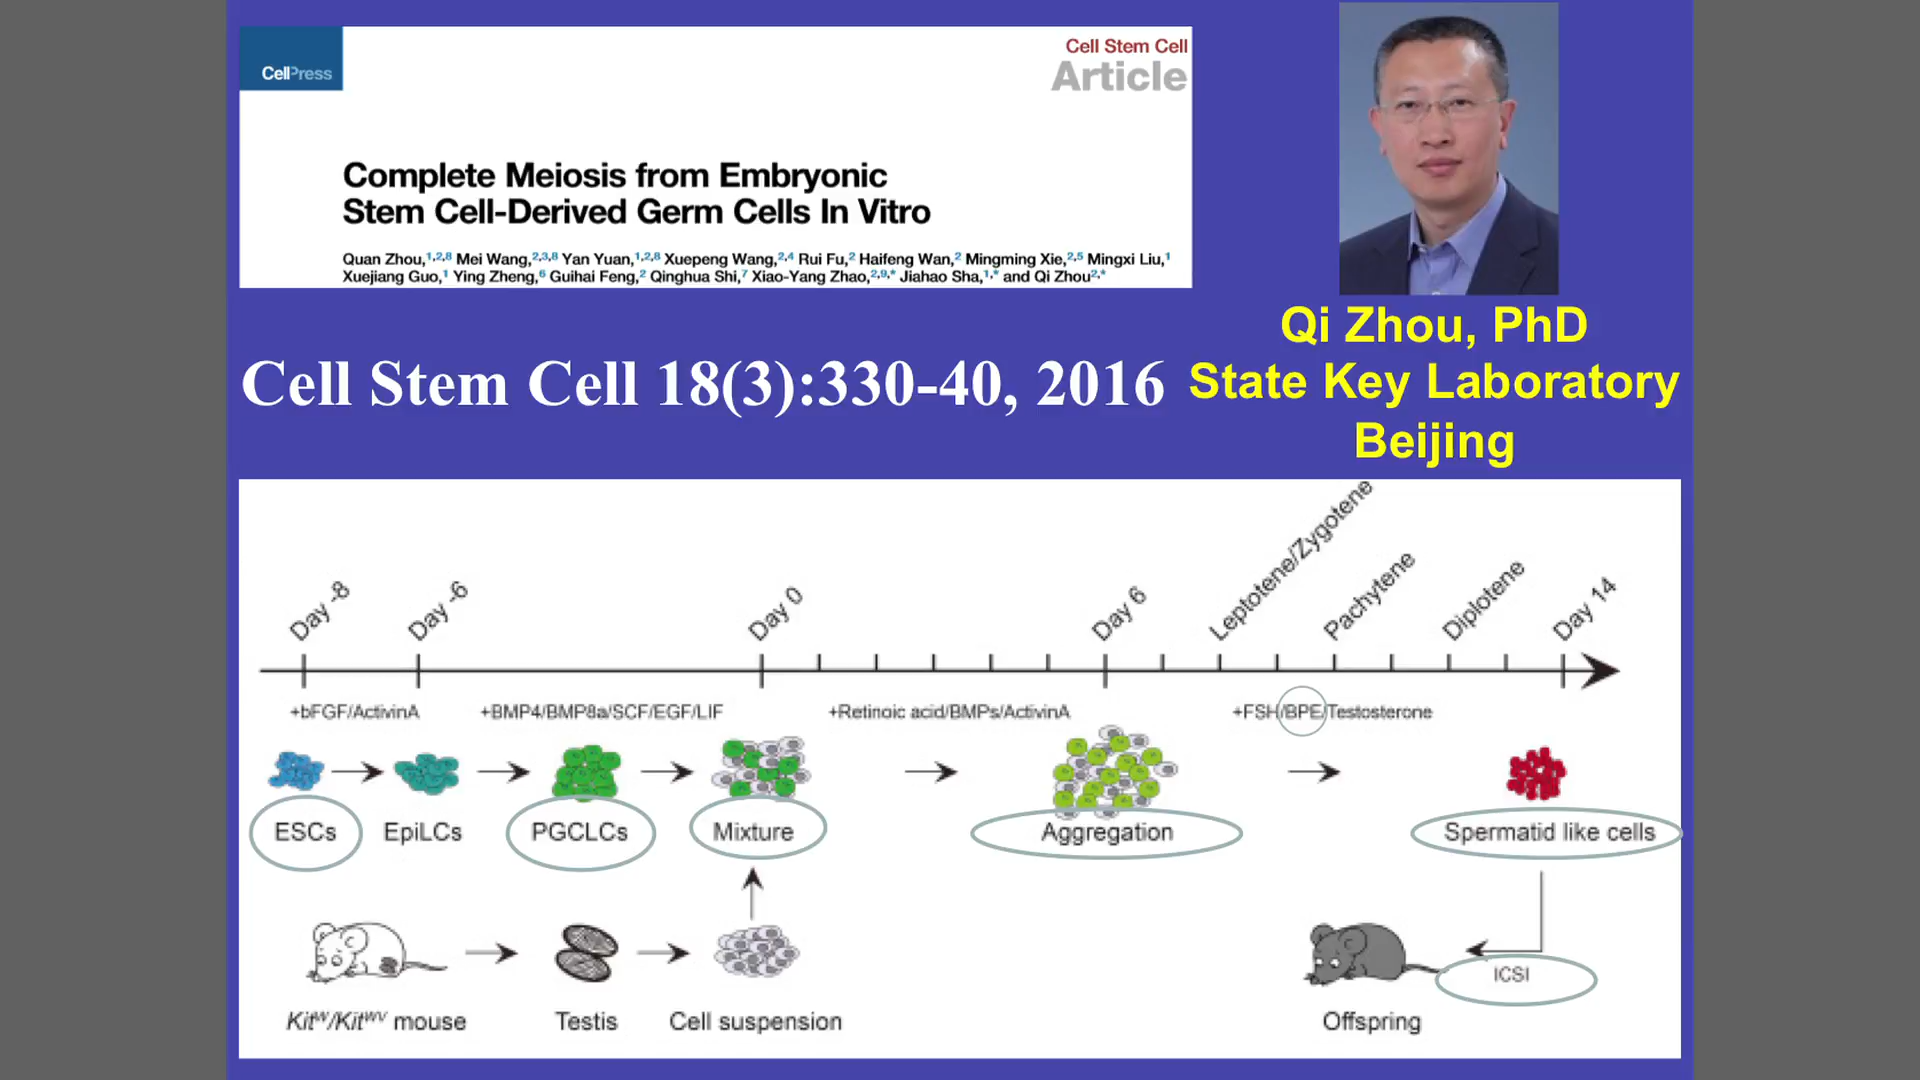 CellPress
Cell Stem Cell
Article
Complete Meiosis from Embryonic
Stem Cell-Derived Germ Cells In Vitro
Quan Zhou,1,2,8 Mei Wang,2,3,8 Yan Yuan,1,2,8 Xuepeng Wang,2,4 Rui Fu,2 Haifeng Wan,2 Mingming Xie,2,5 Mingxi Liu,1
Xuejiang Guo,1 Ying Zheng,6 Guihai Feng,2 Qinghua Shi,7 Xiao-Yang Zhao,2,9,* Jiahao Sha,1,* and Qi Zhou2,*
Cell Stem Cell 18(3):330-40, 2016
Qi Zhou, PhD
State Key Laboratory
Beijing
Day -8
Day -6
Day 0
Day 6
Leptotene/Zygotene
Pachytene
Diplotene
Day 14
+bFGF/ActivinA
+BMP4/BMP8a/SCF/EGF/LIF
+Retinoic acid/BMPs/ActivinA
+FSH/BPE/Testosterone
ESCs
EpiLCs
PGCLCs
Mixture
Aggregation
Spermatid like cells
ICSI
KitW/KitWV mouse
Testis
Cell suspension
Offspring